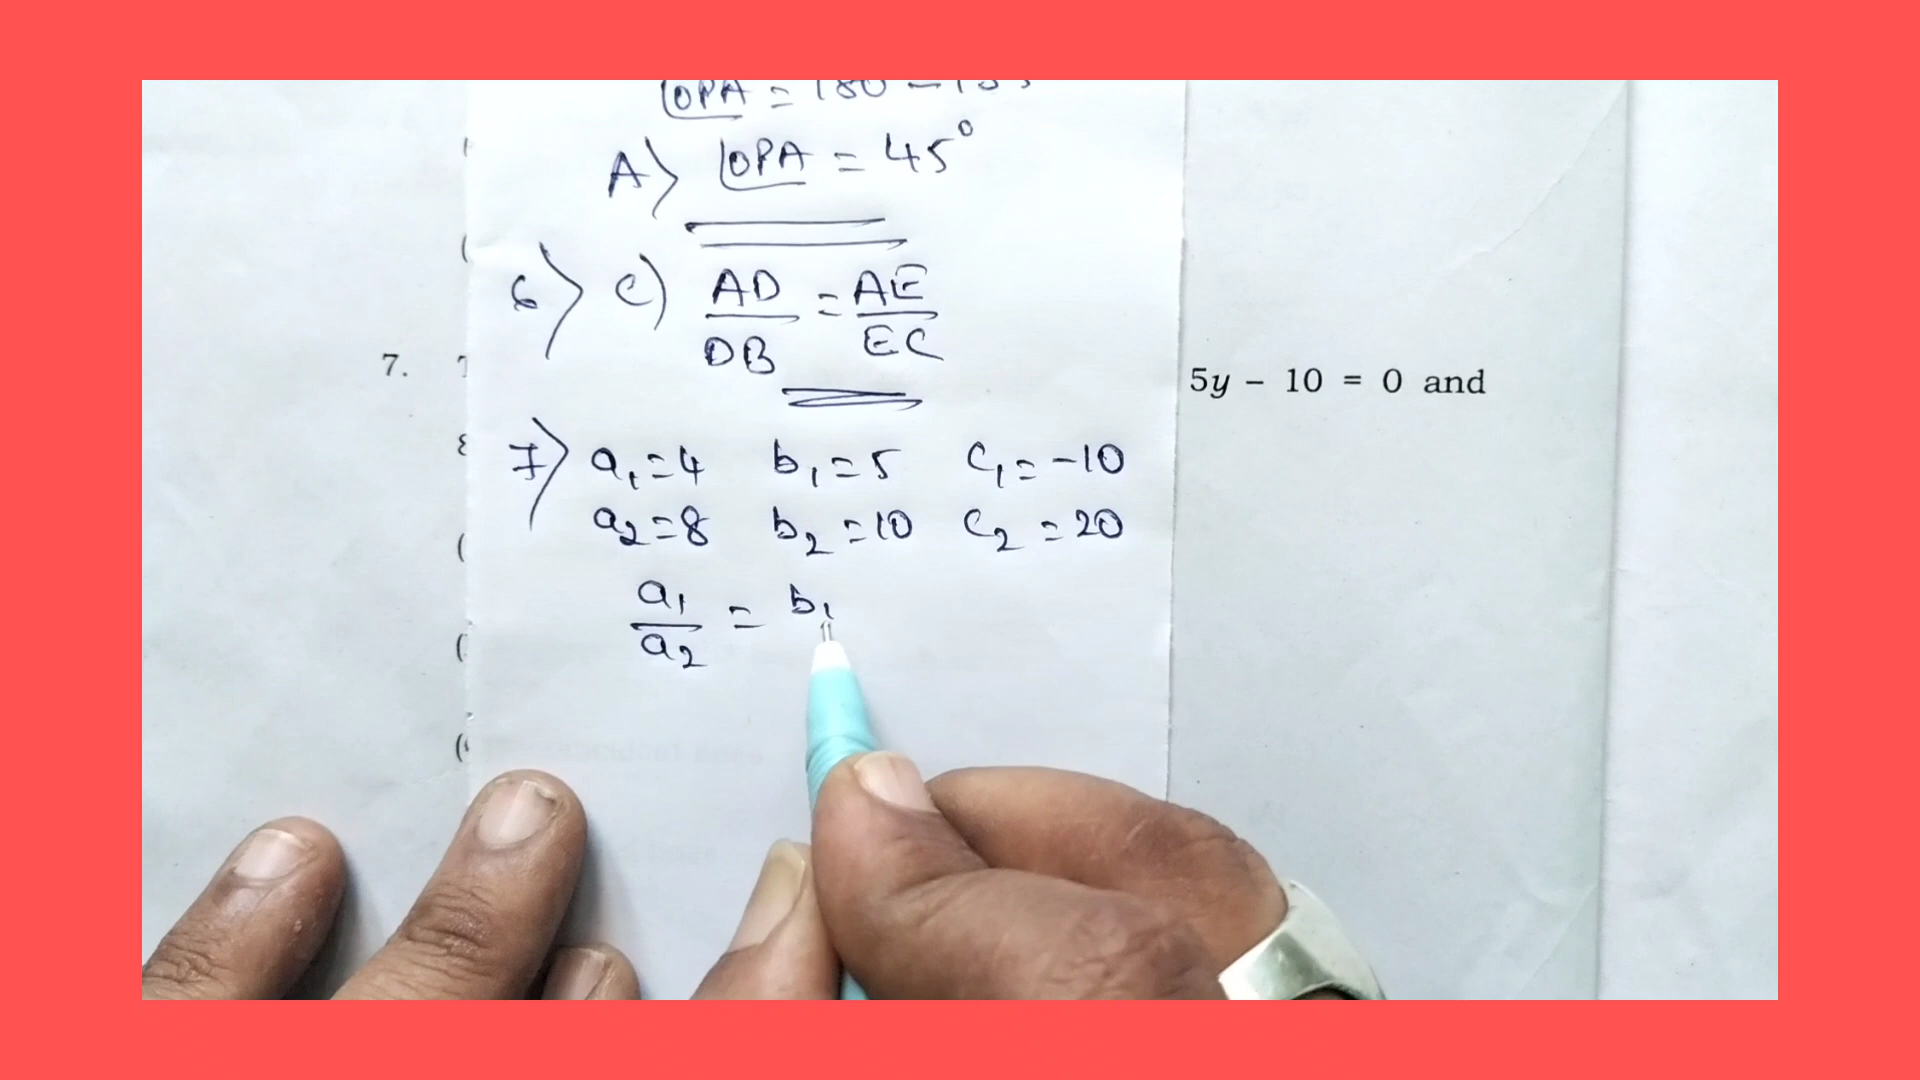 ∠OPA = 180 - 135
A) ∠OPA = 45°
6) C) AD/DB = AE/EC
7. 5y – 10 = 0 and
7) a₁=4 b₁=5 c₁=-10
a₂=8 b₂=10 c₂=20
a₁/a₂ = b₁